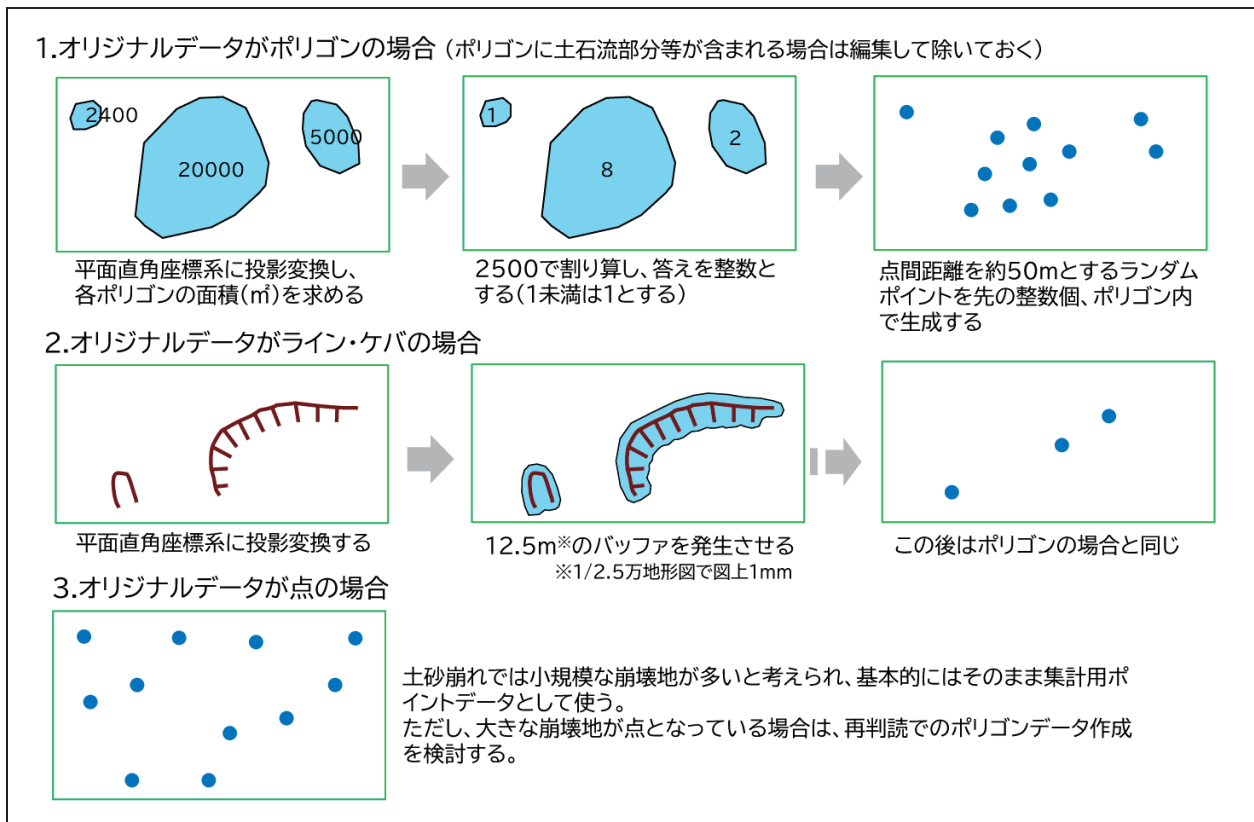 1.オリジナルデータがポリゴンの場合（ポリゴンに土石流部分等が含まれる場合は編集して除いておく）
2400
20000
5000
1
8
2
平面直角座標系に投影変換し、
各ポリゴンの面積(㎡)を求める
2500で割り算し、答えを整数と
する(1未満は1とする)
点間距離を約50mとするランダム
ポイントを先の整数個、ポリゴン内
で生成する
2.オリジナルデータがライン・ケバの場合
平面直角座標系に投影変換する
12.5m※のバッファを発生させる
※1/2.5万地形図で図上1mm
この後はポリゴンの場合と同じ
3.オリジナルデータが点の場合
土砂崩れでは小規模な崩壊地が多いと考えられ、基本的にはそのまま集計用ポ
イントデータとして使う。
ただし、大きな崩壊地が点となっている場合は、再判読でのポリゴンデータ作成
を検討する。